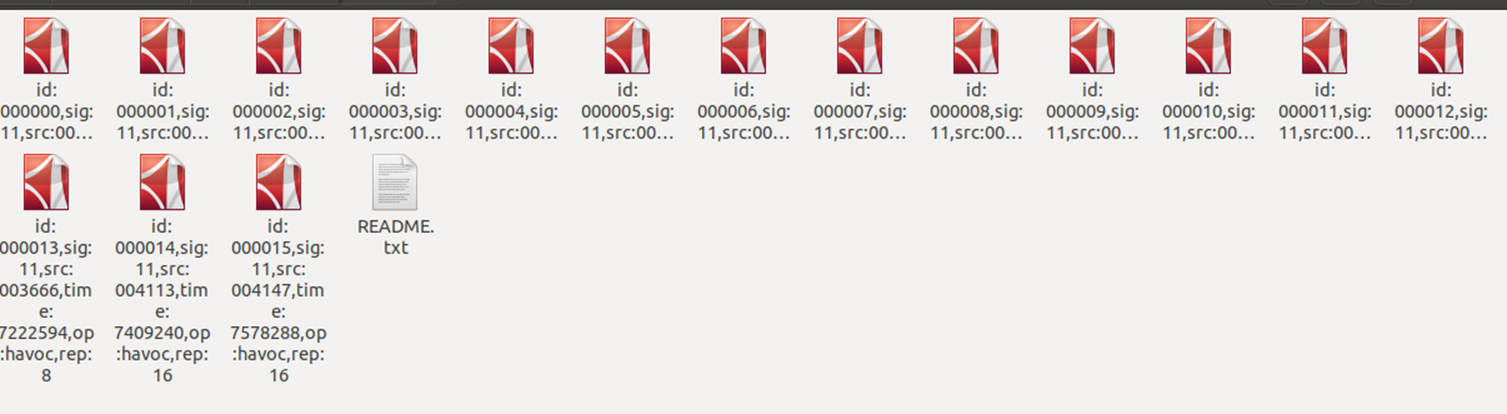 id:
000000,sig:
11,src:00...
id:
000001,sig:
11,src:00...
id:
000002,sig:
11,src:00...
id:
000003,sig:
11,src:00...
id:
000004,sig:
11,src:00...
id:
000005,sig:
11,src:00...
id:
000006,sig:
11,src:00...
id:
000007,sig:
11,src:00...
id:
000008,sig:
11,src:00...
id:
000009,sig:
11,src:00...
id:
000010,sig:
11,src:00...
id:
000011,sig:
11,src:00...
id:
000012,sig:
11,src:00...
id:
000013,sig:
11,src:
003666,tim
e:
7222594,op
:havoc,rep:
8
id:
000014,sig:
11,src:
004113,tim
e:
7409240,op
:havoc,rep:
16
id:
000015,sig:
11,src:
004147,tim
e:
7578288,op
:havoc,rep:
16
README.
txt